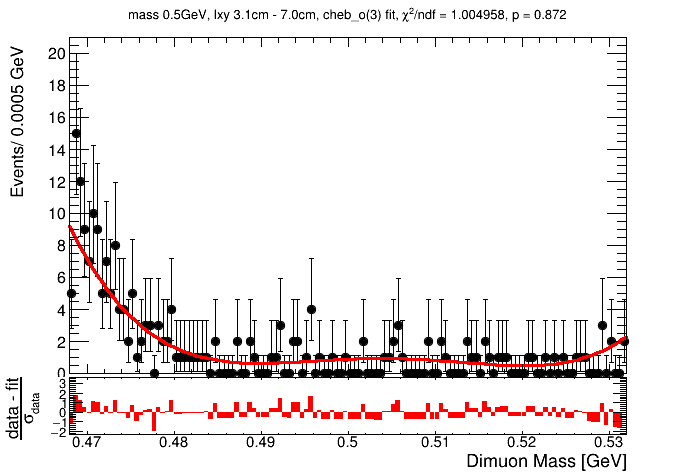 mass 0.5GeV, lxy 3.1cm - 7.0cm, cheb_o(3) fit, χ²/ndf = 1.004958, p = 0.872
Events/ 0.0005 GeV
20
18
16
14
12
10
8
6
4
2
0
data - fit
σdata
3
2
1
0
−1
−2
0.47 0.48 0.49 0.5 0.51 0.52 0.53
Dimuon Mass [GeV]